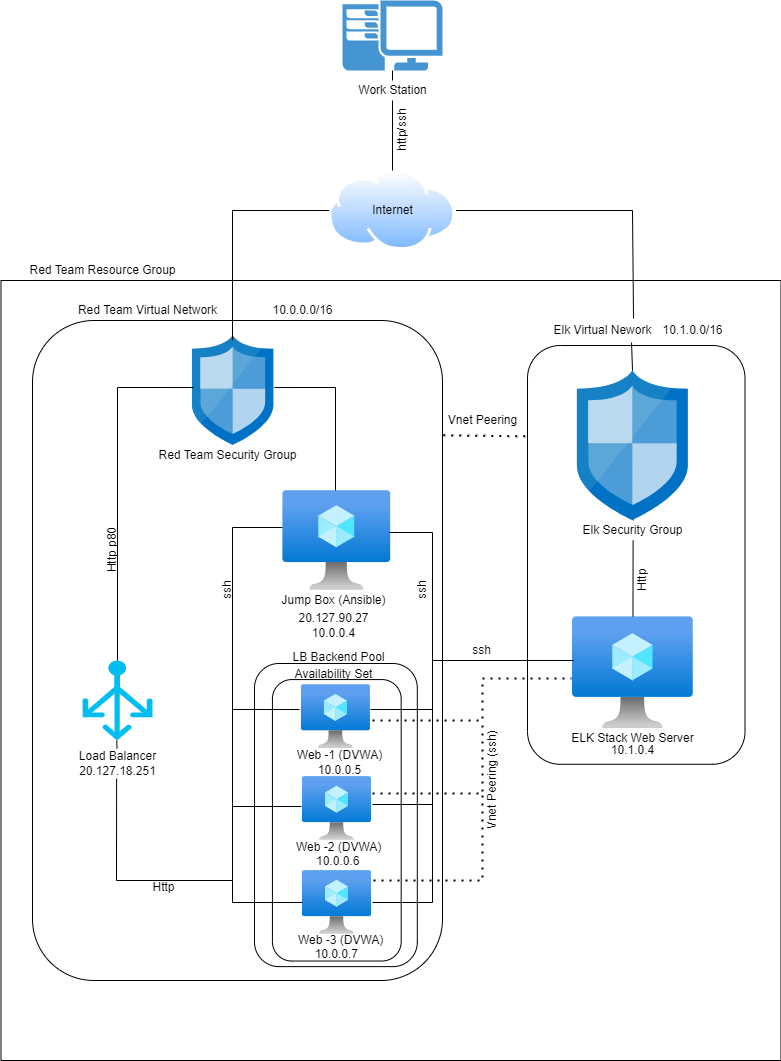 Work Station
http/ssh
Internet
Red Team Resource Group
Red Team Virtual Network 10.0.0.0/16
Elk Virtual Nework 10.1.0.0/16
Red Team Security Group
Vnet Peering
Elk Security Group
Http p80
ssh
ssh
Http
Jump Box (Ansible)
20.127.90.27
10.0.0.4
ssh
LB Backend Pool
Availability Set
Web -1 (DVWA)
10.0.0.5
ELK Stack Web Server
10.1.0.4
Load Balancer
20.127.18.251
Vnet Peering (ssh)
Web -2 (DVWA)
10.0.0.6
Http
Web -3 (DVWA)
10.0.0.7